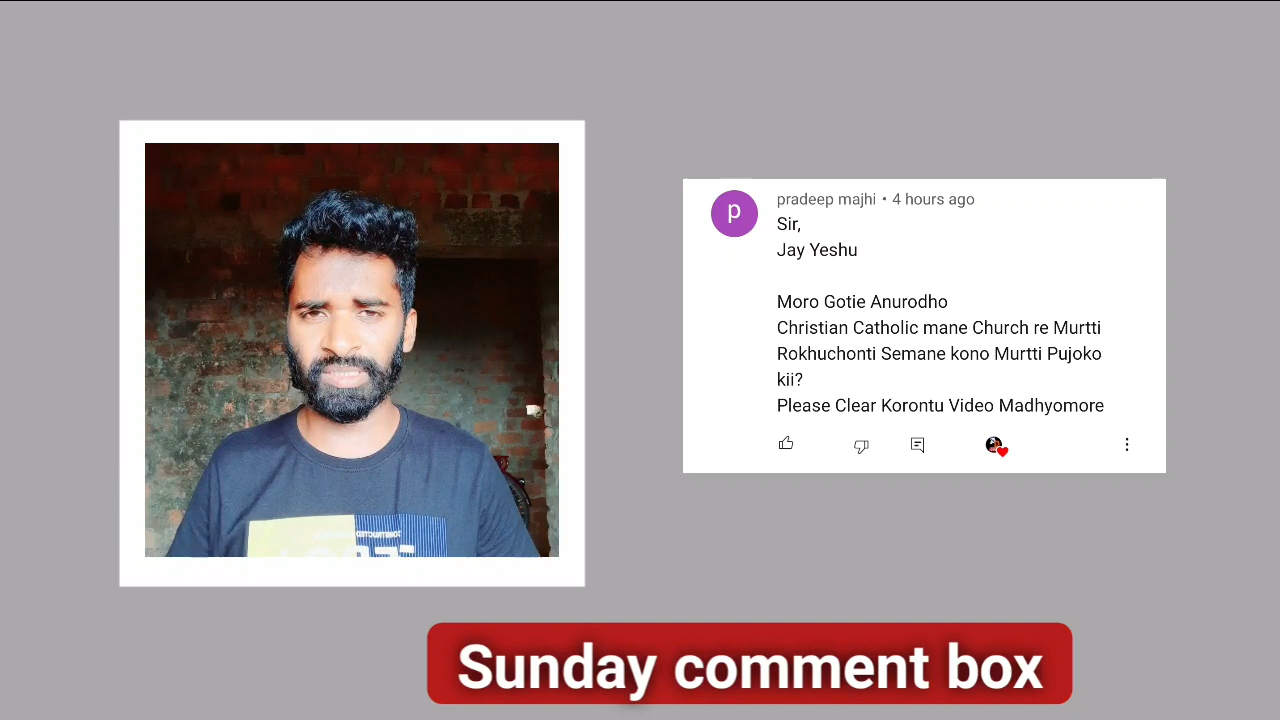 p
pradeep majhi • 4 hours ago
Sir,
Jay Yeshu
Moro Gotie Anurodho
Christian Catholic mane Church re Murtti
Rokhuchonti Semane kono Murtti Pujoko
kii?
Please Clear Korontu Video Madhyomore
Sunday comment box